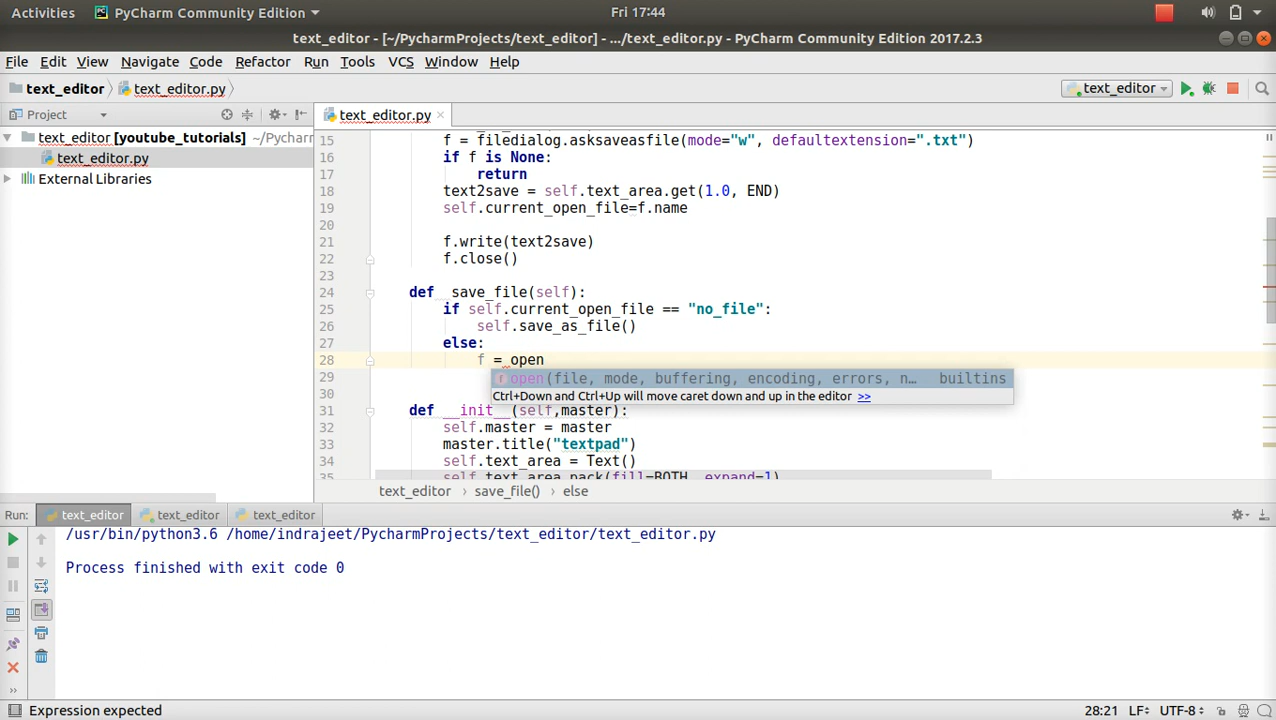 Activities PyCharm Community Edition Fri 17:44
text_editor - [~/PycharmProjects/text_editor] - .../text_editor.py - PyCharm Community Edition 2017.2.3
File Edit View Navigate Code Refactor Run Tools VCS Window Help
text_editor text_editor.py text_editor
Project text_editor.py
text_editor [youtube_tutorials] ~/Pycharm
text_editor.py
External Libraries
15 f = filedialog.asksaveasfile(mode="w", defaultextension=".txt")
16 if f is None:
17 return
18 text2save = self.text_area.get(1.0, END)
19 self.current_open_file=f.name
20
21 f.write(text2save)
22 f.close()
23
24 def save_file(self):
25 if self.current_open_file == "no_file":
26 self.save_as_file()
27 else:
28 f = open
29 open(file, mode, buffering, encoding, errors, n... builtins
30 Ctrl+Down and Ctrl+Up will move caret down and up in the editor >>
31 def __init__(self,master):
32 self.master = master
33 master.title("textpad")
34 self.text_area = Text()
35 self.text_area.pack(fill=BOTH, expand=1)
text_editor › save_file() › else
Run: text_editor text_editor text_editor
/usr/bin/python3.6 /home/indrajeet/PycharmProjects/text_editor/text_editor.py
Process finished with exit code 0
Expression expected 28:21 LF UTF-8